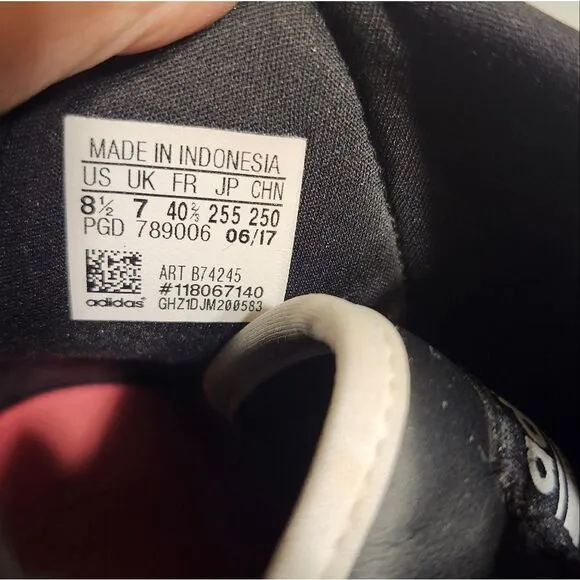 MADE IN INDONESIA
US UK FR JP CHN
8½ 7 40⅔ 255 250
PGD 789006 06/17
ART B74245
#118067140
adidas GHZ1DJM200583